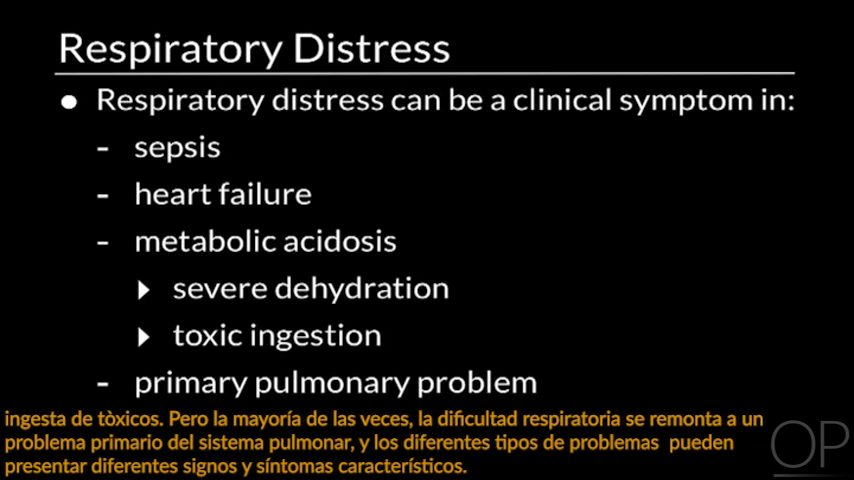 Respiratory Distress
● Respiratory distress can be a clinical symptom in:
- sepsis
- heart failure
- metabolic acidosis
▶ severe dehydration
▶ toxic ingestion
- primary pulmonary problem
ingesta de tòxicos. Pero la mayoría de las veces, la dificultad respiratoria se remonta a un
problema primario del sistema pulmonar, y los diferentes tipos de problemas pueden
presentar diferentes signos y síntomas característicos.
OP